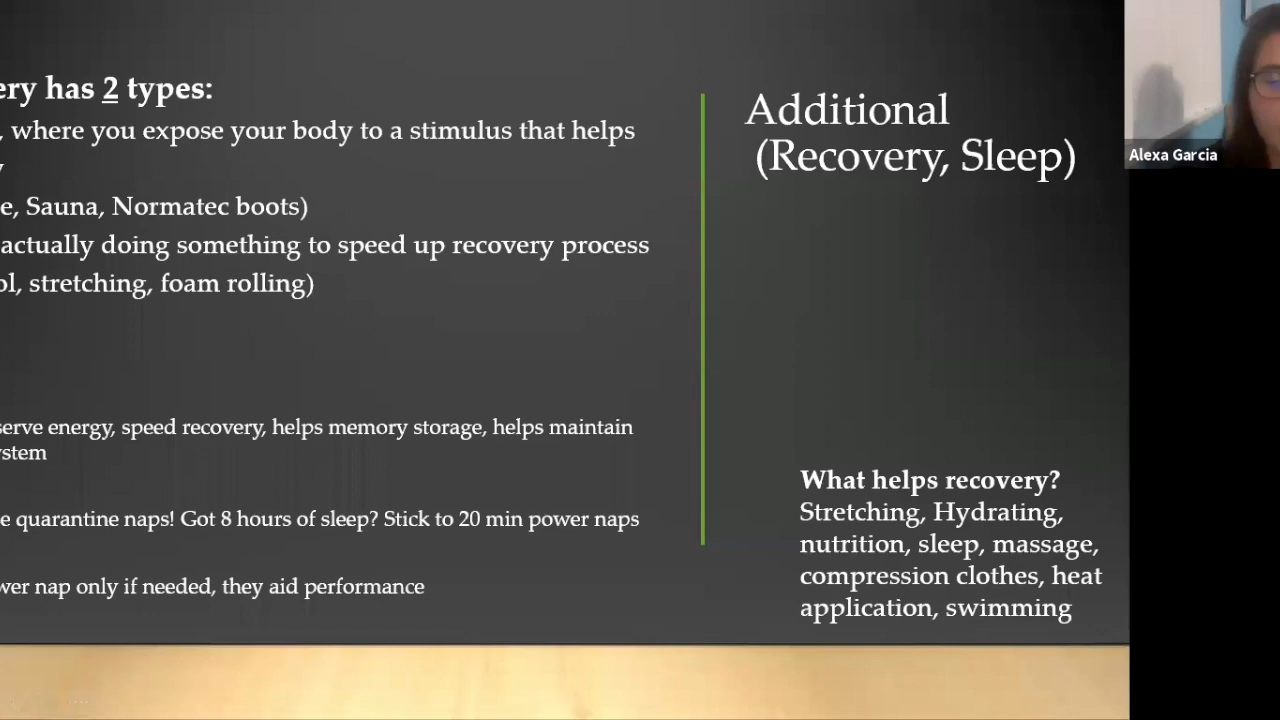 ery has 2 types:
, where you expose your body to a stimulus that helps
y
e, Sauna, Normatec boots)
actually doing something to speed up recovery process
ol, stretching, foam rolling)
serve energy, speed recovery, helps memory storage, helps maintain
ystem
e quarantine naps! Got 8 hours of sleep? Stick to 20 min power naps
wer nap only if needed, they aid performance
Additional
(Recovery, Sleep)
What helps recovery?
Stretching, Hydrating,
nutrition, sleep, massage,
compression clothes, heat
application, swimming
Alexa Garcia